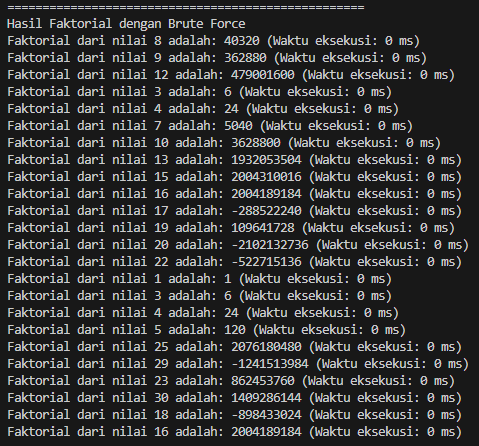 ===================================================
Hasil Faktorial dengan Brute Force
Faktorial dari nilai 8 adalah: 40320 (Waktu eksekusi: 0 ms)
Faktorial dari nilai 9 adalah: 362880 (Waktu eksekusi: 0 ms)
Faktorial dari nilai 12 adalah: 479001600 (Waktu eksekusi: 0 ms)
Faktorial dari nilai 3 adalah: 6 (Waktu eksekusi: 0 ms)
Faktorial dari nilai 4 adalah: 24 (Waktu eksekusi: 0 ms)
Faktorial dari nilai 7 adalah: 5040 (Waktu eksekusi: 0 ms)
Faktorial dari nilai 10 adalah: 3628800 (Waktu eksekusi: 0 ms)
Faktorial dari nilai 13 adalah: 1932053504 (Waktu eksekusi: 0 ms)
Faktorial dari nilai 15 adalah: 2004310016 (Waktu eksekusi: 0 ms)
Faktorial dari nilai 16 adalah: 2004189184 (Waktu eksekusi: 0 ms)
Faktorial dari nilai 17 adalah: -288522240 (Waktu eksekusi: 0 ms)
Faktorial dari nilai 19 adalah: 109641728 (Waktu eksekusi: 0 ms)
Faktorial dari nilai 20 adalah: -2102132736 (Waktu eksekusi: 0 ms)
Faktorial dari nilai 22 adalah: -522715136 (Waktu eksekusi: 0 ms)
Faktorial dari nilai 1 adalah: 1 (Waktu eksekusi: 0 ms)
Faktorial dari nilai 3 adalah: 6 (Waktu eksekusi: 0 ms)
Faktorial dari nilai 4 adalah: 24 (Waktu eksekusi: 0 ms)
Faktorial dari nilai 5 adalah: 120 (Waktu eksekusi: 0 ms)
Faktorial dari nilai 25 adalah: 2076180480 (Waktu eksekusi: 0 ms)
Faktorial dari nilai 29 adalah: -1241513984 (Waktu eksekusi: 0 ms)
Faktorial dari nilai 23 adalah: 862453760 (Waktu eksekusi: 0 ms)
Faktorial dari nilai 30 adalah: 1409286144 (Waktu eksekusi: 0 ms)
Faktorial dari nilai 18 adalah: -898433024 (Waktu eksekusi: 0 ms)
Faktorial dari nilai 16 adalah: 2004189184 (Waktu eksekusi: 0 ms)